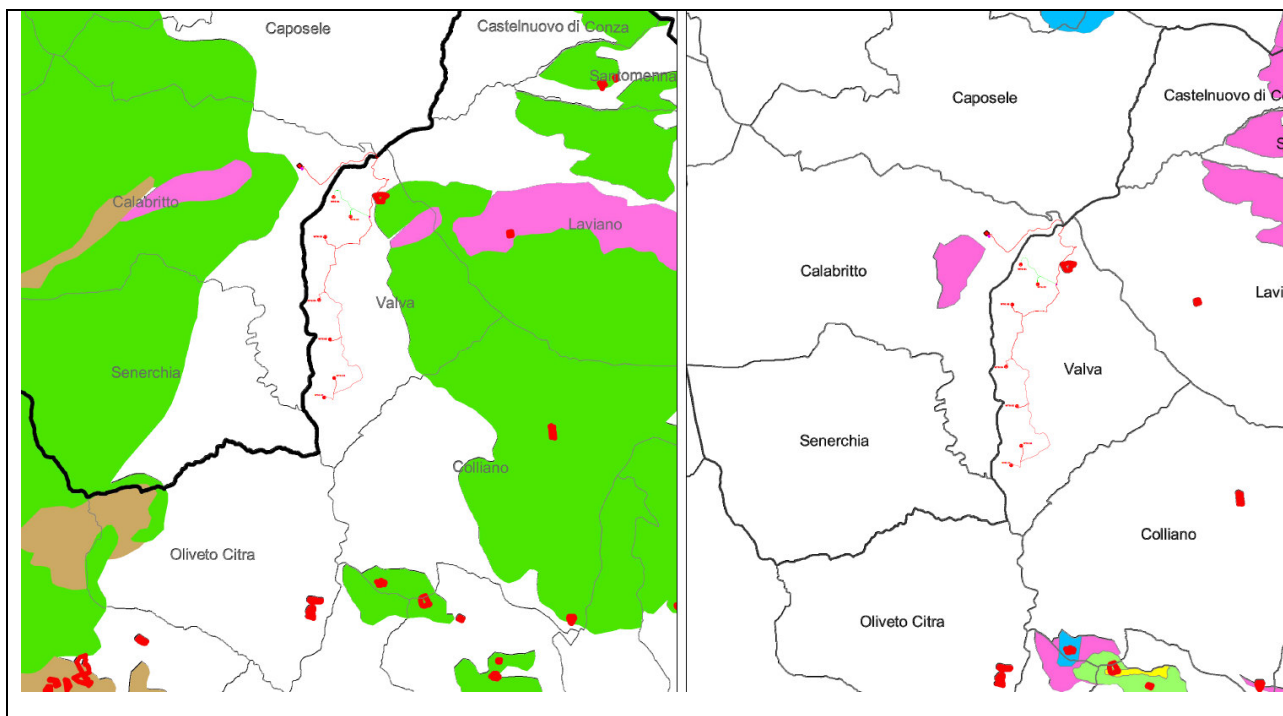 Caposele
Castelnuovo di Conza
Santomenna
Calabritto
Laviano
Valva
Senerchia
Colliano
Oliveto Citra
Caposele
Castelnuovo di Co
S
Calabritto
Lavi
Valva
Senerchia
Colliano
Oliveto Citra